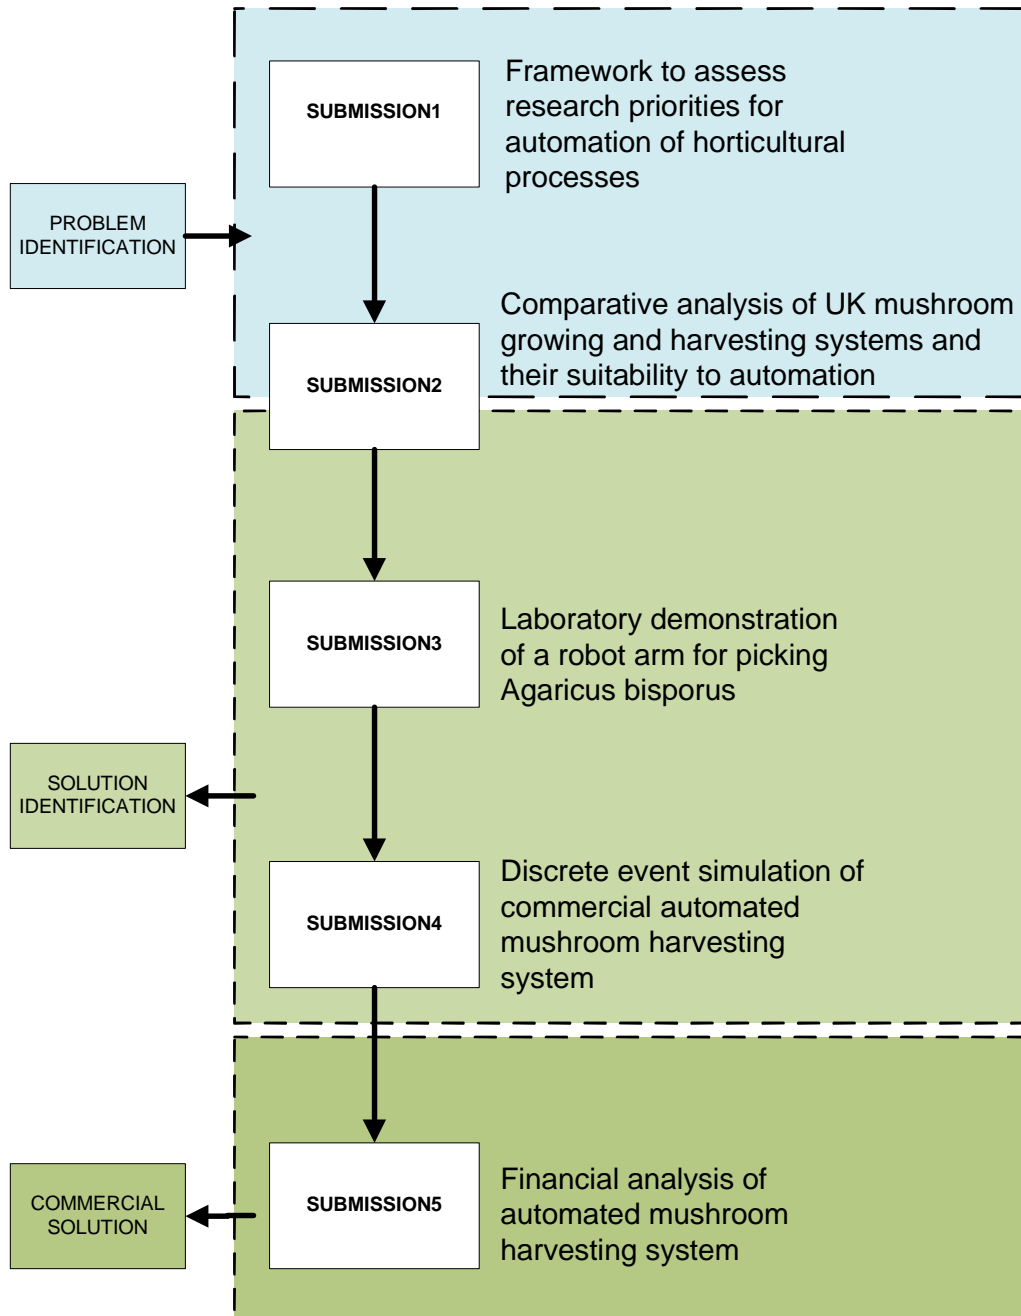 SUBMISSION1
Framework to assess
research priorities for
automation of horticultural
processes
PROBLEM
IDENTIFICATION
SUBMISSION2
Comparative analysis of UK mushroom
growing and harvesting systems and
their suitability to automation
SUBMISSION3
Laboratory demonstration
of a robot arm for picking
Agaricus bisporus
SOLUTION
IDENTIFICATION
SUBMISSION4
Discrete event simulation of
commercial automated
mushroom harvesting
system
COMMERCIAL
SOLUTION
SUBMISSION5
Financial analysis of
automated mushroom
harvesting system